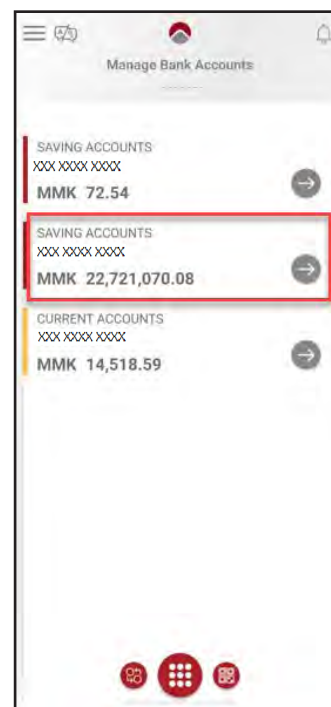 Manage Bank Accounts
SAVING ACCOUNTS
XXX XXXX XXXX
MMK 72.54
SAVING ACCOUNTS
XXX XXXX XXXX
MMK 22,721,070.08
CURRENT ACCOUNTS
XXX XXXX XXXX
MMK 14,518.59